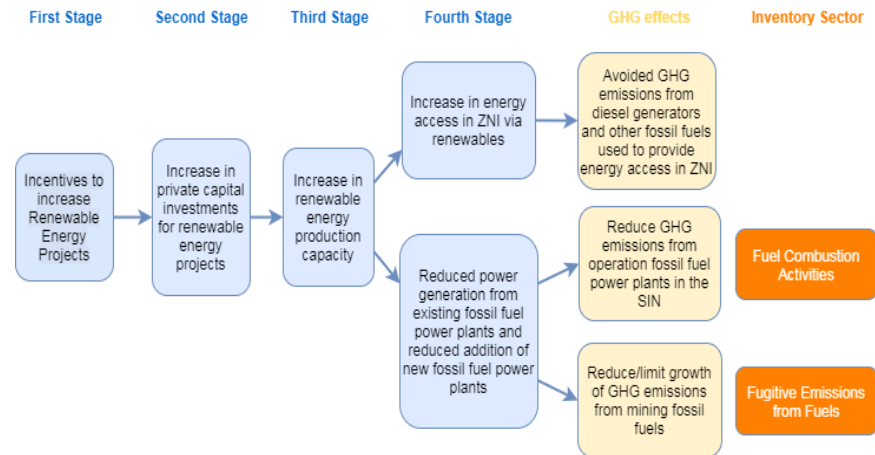 First Stage
Second Stage
Third Stage
Fourth Stage
GHG effects
Inventory Sector
Incentives to
increase
Renewable
Energy
Projects
Increase in
private capital
investments
for renewable
energy
projects
Increase in
renewable
energy
production
capacity
Increase in energy
access in ZNI via
renewables
Reduced power
generation from
existing fossil fuel
power plants and
reduced addition of
new fossil fuel power
plants
Avoided GHG
emissions from
diesel generators
and other fossil fuels
used to provide
energy access in ZNI
Reduce GHG
emissions from
operation fossil fuel
power plants in the
SIN
Reduce/limit growth
of GHG emissions
from mining fossil
fuels
Fuel Combustion
Activities
Fugitive Emissions
from Fuels